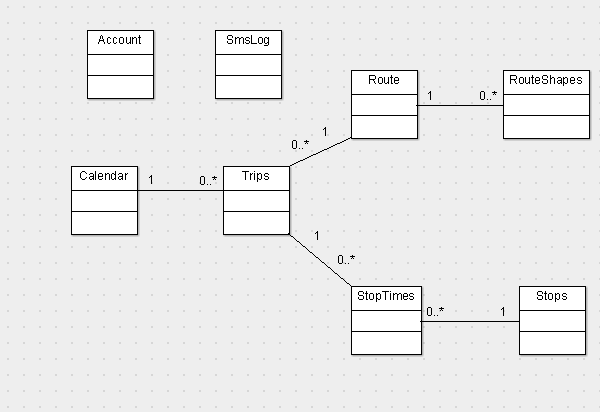 Account
SmsLog
Route
RouteShapes
1
0..*
1
0..*
Calendar
Trips
1
0..*
1
0..*
StopTimes
Stops
0..*
1